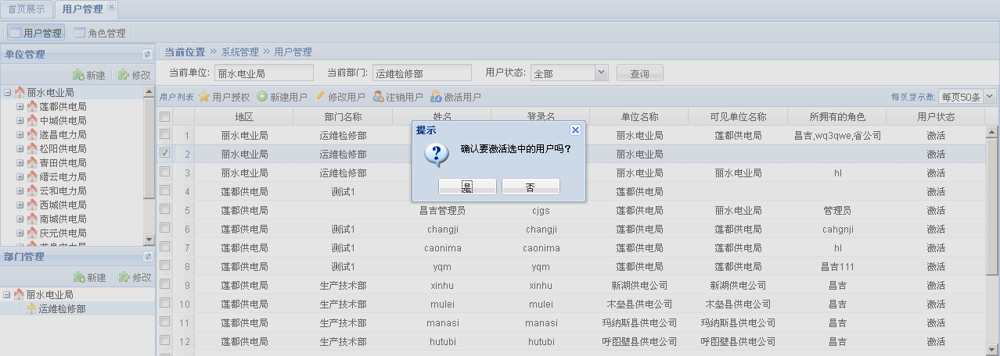 首页展示 用户管理
用户管理 角色管理
单位管理
新建 修改
丽水电业局
莲都供电局
中城供电局
遂昌电力局
松阳供电局
青田供电局
缙云电力局
云和电力局
西城供电局
南城供电局
庆元供电局
部门管理
新建 修改
丽水电业局
运维检修部
当前位置 >> 系统管理 >> 用户管理
当前单位: 丽水电业局 当前部门: 运维检修部 用户状态: 全部 查询
用户列表 用户授权 新建用户 修改用户 注销用户 激活用户 每页显示数: 每页50条
地区 部门名称 姓名 登录名 单位名称 可见单位名称 所拥有的角色 用户状态
1 丽水电业局 运维检修部 丽水电业局 莲都供电局 昌吉,wq3qwe,省公司 激活
2 丽水电业局 运维检修部 丽水电业局 激活
3 丽水电业局 运维检修部 丽水电业局 丽水电业局 hl 激活
4 莲都供电局 测试1 莲都供电局 激活
5 莲都供电局 昌吉管理员 cjgs 莲都供电局 丽水电业局 管理员 激活
6 莲都供电局 测试1 changji changji 莲都供电局 莲都供电局 cahgnji 激活
7 莲都供电局 测试1 caonima caonima 莲都供电局 莲都供电局 hl 激活
8 莲都供电局 测试1 yqm yqm 莲都供电局 莲都供电局 昌吉111 激活
9 莲都供电局 生产技术部 xinhu xinhu 新湖供电公司 新湖供电公司 昌吉 激活
10 莲都供电局 生产技术部 mulei mulei 木垒县供电公司 木垒县供电公司 昌吉 激活
11 莲都供电局 生产技术部 manasi manasi 玛纳斯县供电公司 玛纳斯县供电公司 昌吉 激活
12 莲都供电局 生产技术部 hutubi hutubi 呼图壁县供电公司 呼图壁县供电公司 昌吉 激活
提示
确认要激活选中的用户吗?
是 否